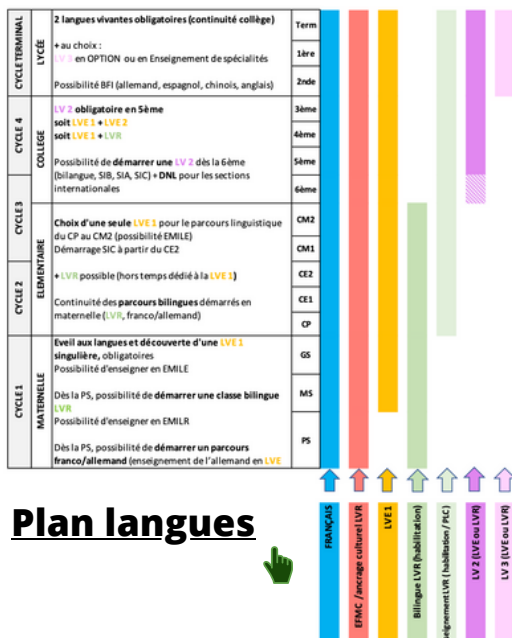 CYCLE TERMINAL
LYCÉE
2 langues vivantes obligatoires (continuité collège)
+ au choix :
LV 3 en OPTION ou en Enseignement de spécialités
Possibilité BFI (allemand, espagnol, chinois, anglais)
Term
1ère
2nde
CYCLE 4
COLLEGE
LV 2 obligatoire en 5ème
soit LVE 1 + LVE 2
soit LVE 1 + LVR
Possibilité de démarrer une LV 2 dès la 6ème
(bilangue, SIB, SIA, SIC) + DNL pour les sections
internationales
3ème
4ème
5ème
6ème
CYCLE 3
ELEMENTAIRE
Choix d'une seule LVE 1 pour le parcours linguistique
du CP au CM2 (possibilité EMILE)
Démarrage SIC à partir du CE2
CM2
CM1
CYCLE 2
+ LVR possible (hors temps dédié à la LVE 1)
Continuité des parcours bilingues démarrés en
maternelle (LVR, franco/allemand)
CE2
CE1
CP
CYCLE 1
MATERNELLE
Eveil aux langues et découverte d'une LVE 1
singulière, obligatoires
Possibilité d'enseigner en EMILE
Dès la PS, possibilité de démarrer une classe bilingue
LVR
Possibilité d'enseigner en EMILR
Dès la PS, possibilité de démarrer un parcours
franco/allemand (enseignement de l'allemand en LVE
GS
MS
PS
Plan langues
FRANÇAIS
EFMC /ancrage culturel LVR
LVE 1
Bilingue LVR (habilitation)
eignement LVR ( habilitation / PLC)
LV 2 (LVE ou LVR)
LV 3 (LVE ou LVR)